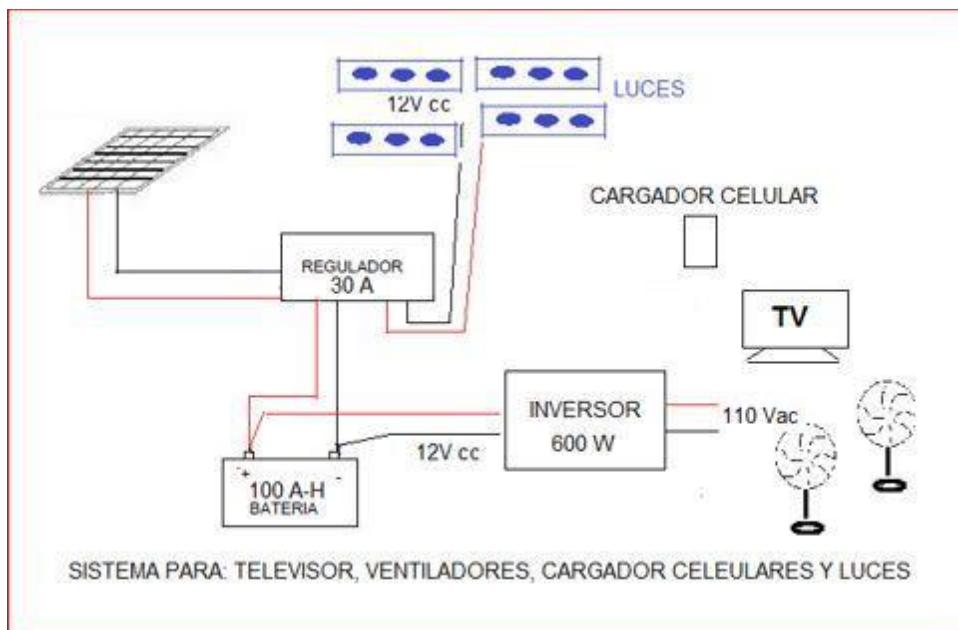 LUCES
12V cc
CARGADOR CELULAR
REGULADOR
30 A
TV
INVERSOR
600 W
110 Vac
12V cc
+ -
100 A-H
BATERIA
SISTEMA PARA: TELEVISOR, VENTILADORES, CARGADOR CELEULARES Y LUCES